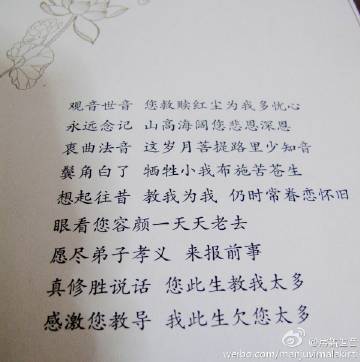 观音世音 您救赎红尘为我多忧心
永远念记 山高海阔您悲恩深恩
衷曲法音 这岁月菩提路里少知音
鬓角白了 牺牲小我布施苦苍生
想起往昔 教我为我 仍时常眷恋怀旧
眼看您容颜一天天老去
愿尽弟子孝义 来报前事
真修胜说话 您此生教我太多
感激您教导 我此生欠您太多
weibo.com/manjuvimalakirti